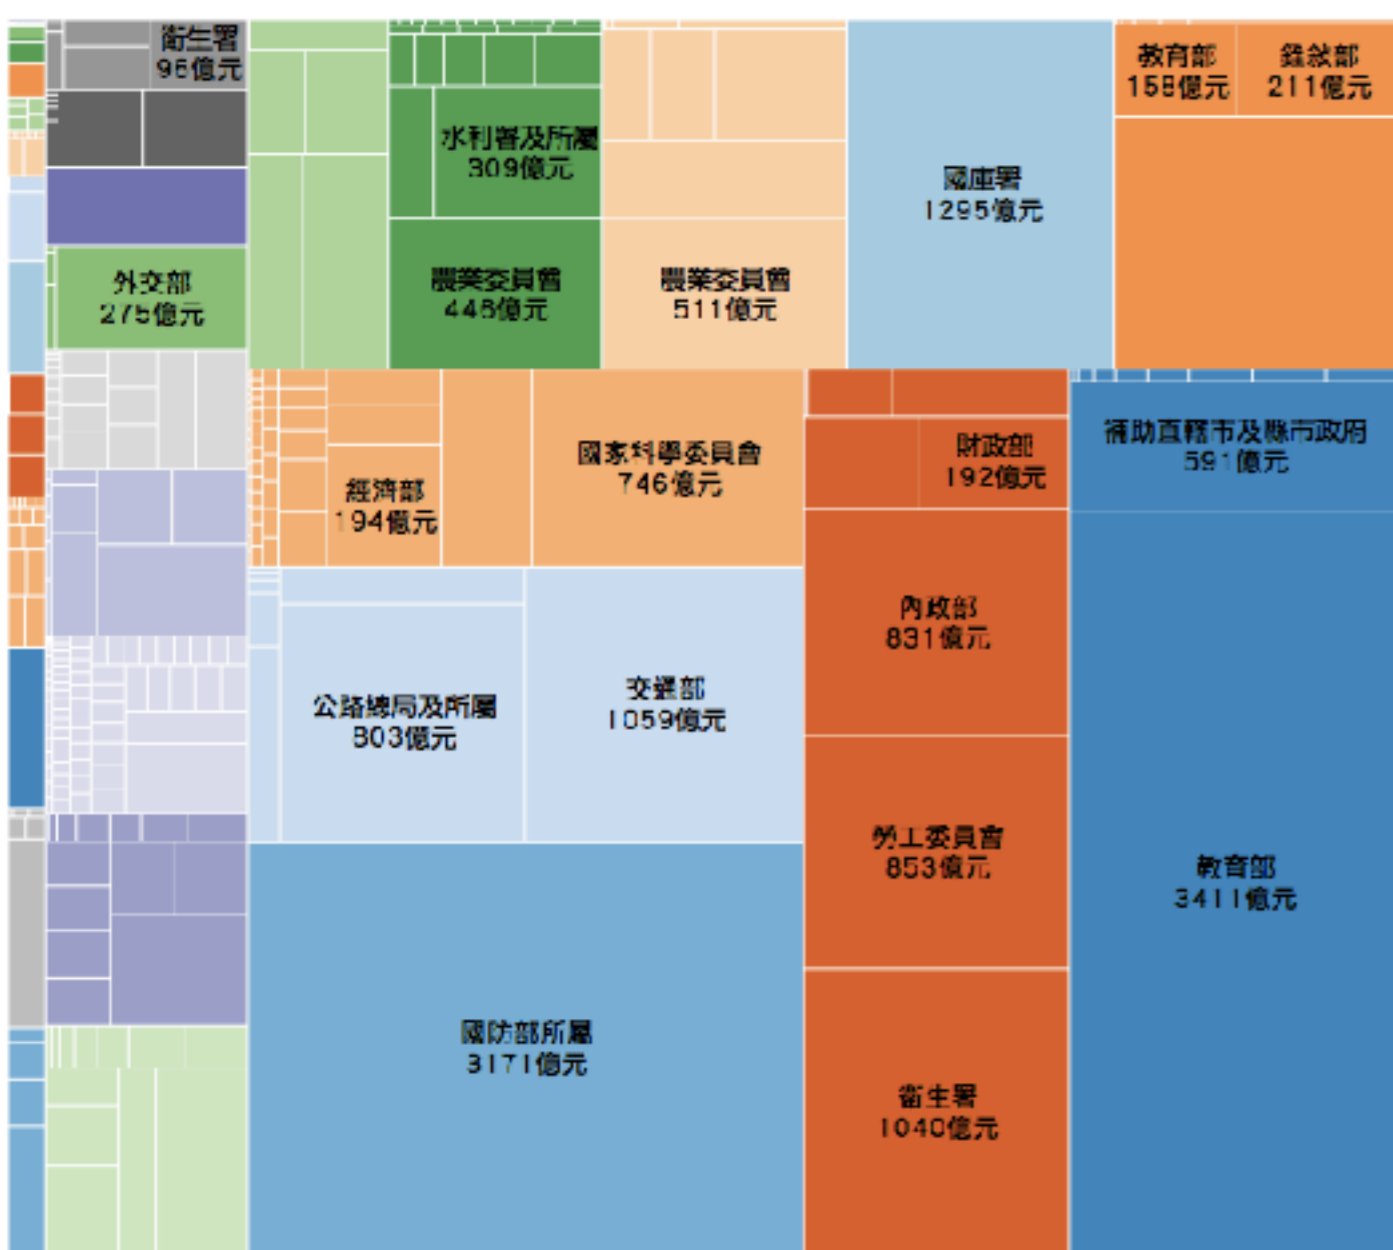 衛生署
96億元
教育部
158億元
銓敘部
211億元
水利署及所屬
309億元
國庫署
1295億元
外交部
275億元
農業委員會
446億元
農業委員會
511億元
國家科學委員會
746億元
經濟部
194億元
財政部
192億元
補助直轄市及縣市政府
591億元
內政部
831億元
公路總局及所屬
803億元
交通部
1059億元
勞工委員會
853億元
教育部
3411億元
國防部所屬
3171億元
衛生署
1040億元